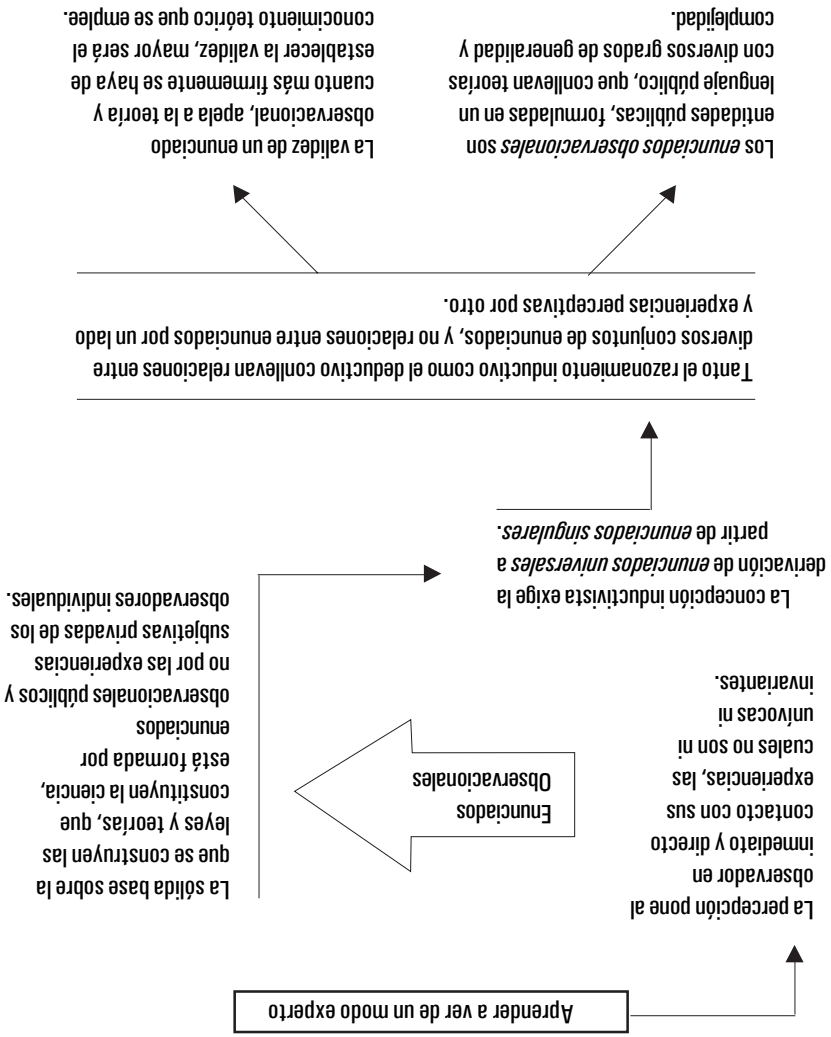 Aprender a ver de un modo experto
La percepción pone al
observador en
inmediato y directo
contacto con sus
experiencias, las
cuales no son ni
unívocas ni
invariantes.
Enunciados
Observacionales
La sólida base sobre la
que se construyen las
leyes y teorías, que
constituyen la ciencia,
está formada por
enunciados
observacionales públicos y
no por las experiencias
subjetivas privadas de los
observadores individuales.
La concepción inductivista exige la
derivación de enunciados universales a
partir de enunciados singulares.
Tanto el razonamiento inductivo como el deductivo conllevan relaciones entre
diversos conjuntos de enunciados, y no relaciones entre enunciados por un lado
y experiencias perceptivas por otro.
Los enunciados observacionales son
entidades públicas, formuladas en un
lenguaje público, que conllevan teorías
con diversos grados de generalidad y
complejidad.
La validez de un enunciado
observacional, apela a la teoría y
cuanto más firmemente se haya de
establecer la validez, mayor será el
conocimiento teórico que se emplee.